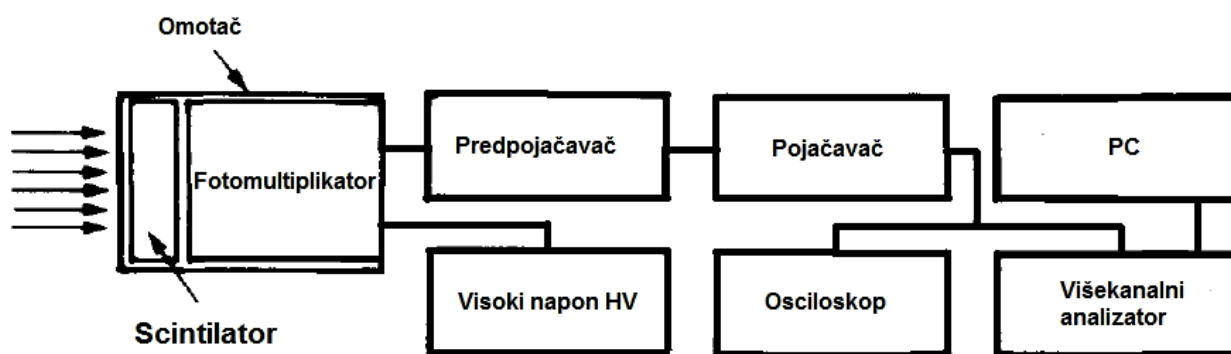 Omotač
Predpojačavač
Pojačavač
PC
Fotomultiplikator
Visoki napon HV
Osciloskop
Višekanalni
analizator
Scintilator